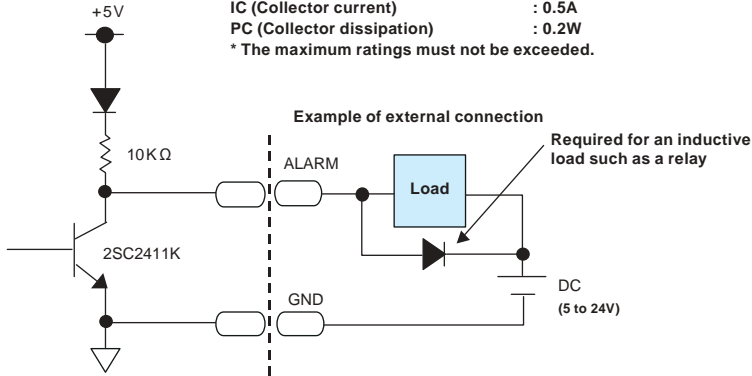 IC (Collector current) : 0.5A
PC (Collector dissipation) : 0.2W
* The maximum ratings must not be exceeded.
+5V
Example of external connection
Required for an inductive
load such as a relay
10KΩ
ALARM
Load
2SC2411K
DC
(5 to 24V)
GND